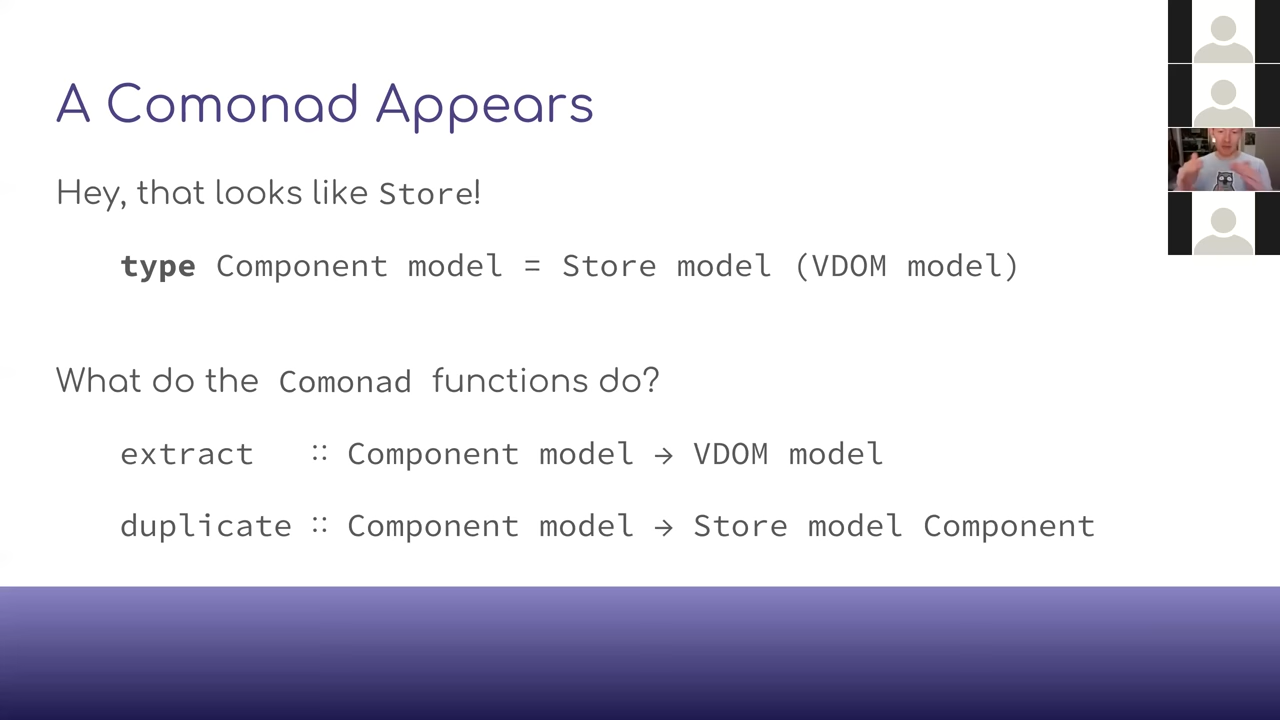 A Comonad Appears
Hey, that looks like Store!
type Component model = Store model (VDOM model)
What do the Comonad functions do?
extract :: Component model → VDOM model
duplicate :: Component model → Store model Component